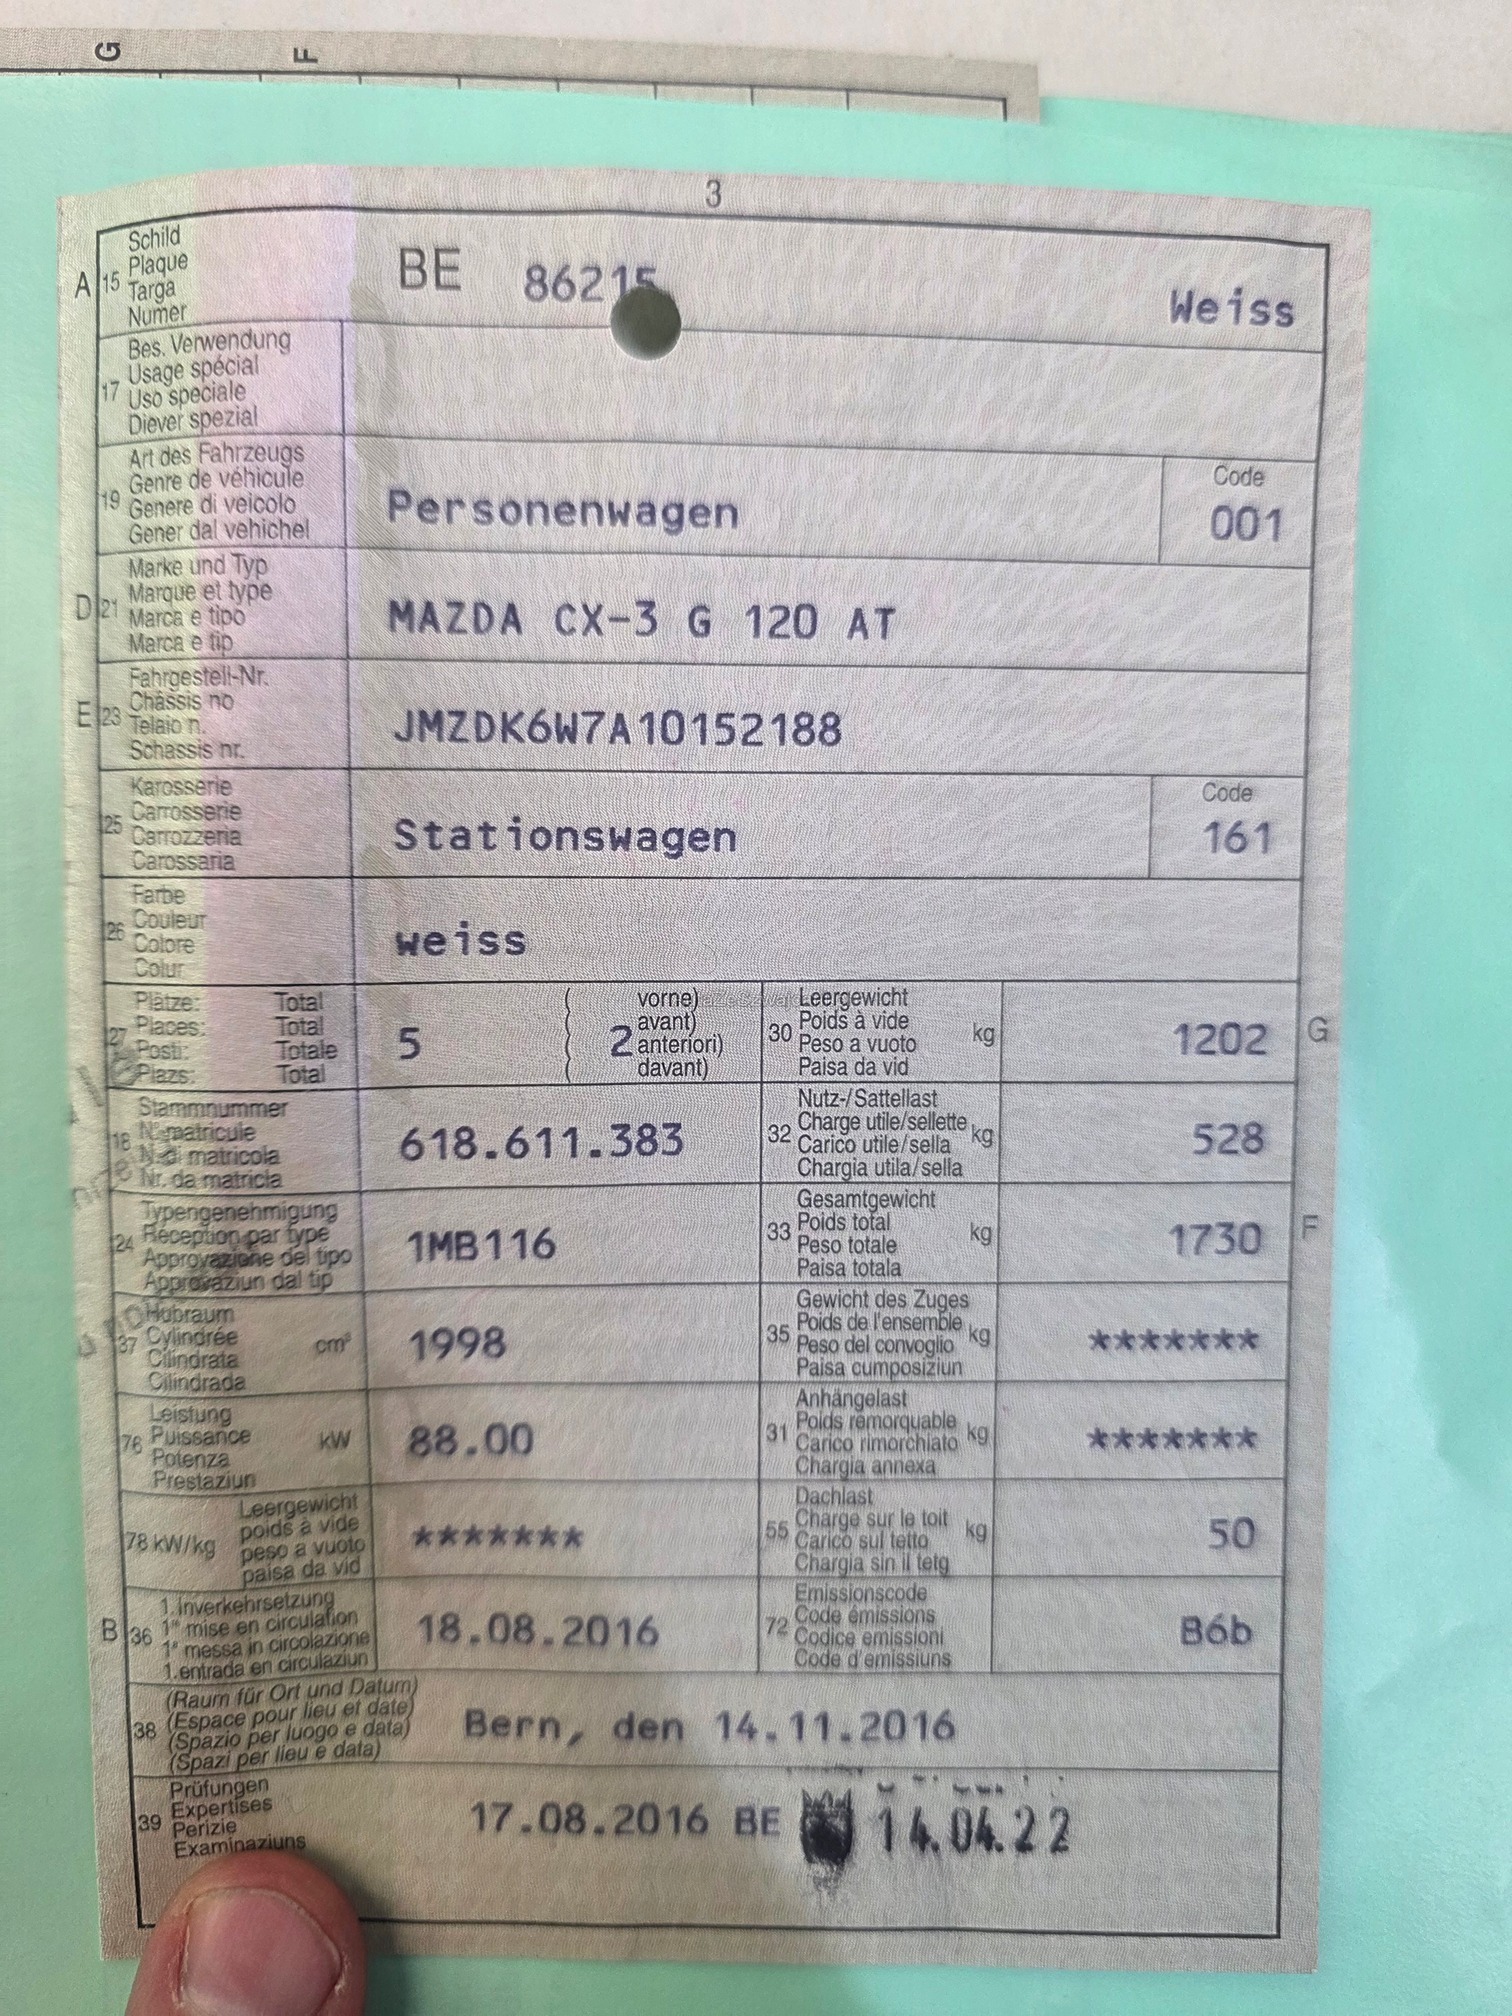 G F
3
A 15 Schild
Plaque
Targa
Numer
BE 86215 Weiss
17 Bes. Verwendung
Usage spécial
Uso speciale
Diever spezial
19 Art des Fahrzeugs
Genre de véhicule
Genere di veicolo
Gener dal vehichel
Personenwagen
Code
001
D 21 Marke und Typ
Marque et type
Marca e tipo
Marca e tip
MAZDA CX-3 G 120 AT
E 23 Fahrgestell-Nr.
Châssis no
Telaio n.
Schassis nr.
JMZDK6W7A10152188
25 Karosserie
Carrosserie
Carrozzeria
Carossaria
Stationswagen
Code
161
26 Farbe
Couleur
Colore
Colur
weiss
27 Plätze: Total
Places: Total
Posti: Totale
Plazs: Total
5 ( 2 vorne)
avant)
anteriori)
davant)
30 Leergewicht
Poids à vide
Peso a vuoto
Paisa da vid
kg 1202 G
18 Stammnummer
N° matricule
N. di matricola
Nr. da matricla
618.611.383
32 Nutz-/Sattellast
Charge utile/sellette
Carico utile/sella
Chargia utila/sella
kg 528
24 Typengenehmigung
Réception par type
Approvazione del tipo
Approvaziun dal tip
1MB116
33 Gesamtgewicht
Poids total
Peso totale
Paisa totala
kg 1730 F
37 Hubraum
Cylindrée
Cilindrata
Cilindrada
cm³ 1998
35 Gewicht des Zuges
Poids de l'ensemble
Peso del convoglio
Paisa cumposiziun
kg *******
76 Leistung
Puissance
Potenza
Prestaziun
kW 88.00
31 Anhängelast
Poids remorquable
Carico rimorchiato
Chargia annexa
kg *******
78 kW/kg Leergewicht
poids à vide
peso a vuoto
paisa da vid
*******
55 Dachlast
Charge sur le toit
Carico sul tetto
Chargia sin il tetg
kg 50
B 36 1. Inverkehrsetzung
1re mise en circulation
1a messa in circolazione
1. entrada en circulaziun
18.08.2016
72 Emissionscode
Code émissions
Codice emissioni
Code d'emissiuns
B6b
38 (Raum für Ort und Datum)
(Espace pour lieu et date)
(Spazio per luogo e data)
(Spazi per lieu e data)
Bern, den 14.11.2016
39 Prüfungen
Expertises
Perizie
Examinaziuns
17.08.2016 BE 14.04.22